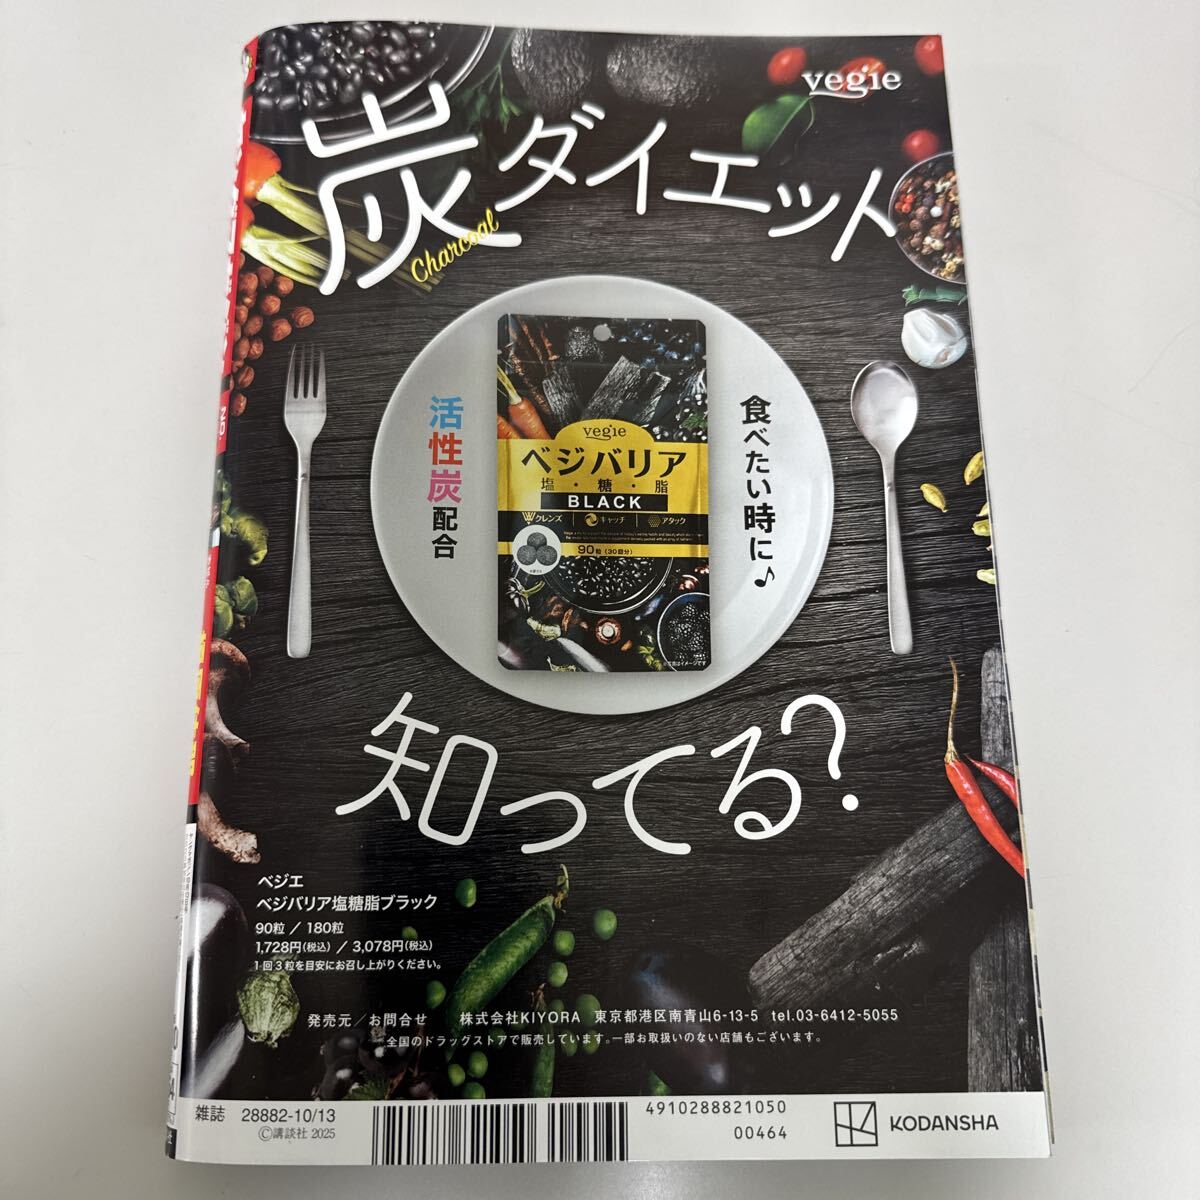 vegie
炭ダイエット
Charcoal
活性炭配合
食べたい時に♪
vegie
ベジバリア
塩・糖・脂
BLACK
クレンズ
キャッチ
アタック
90粒（30回分）
※写真はイメージです
知ってる?
ベジエ
ベジバリア塩糖脂ブラック
90粒 ／ 180粒
1,728円(税込) ／ 3,078円(税込)
1回3粒を目安にお召し上がりください。
発売元／お問合せ 株式会社KIYORA 東京都港区南青山6-13-5 tel.03-6412-5055
全国のドラッグストアで販売しています。一部お取扱いのない店舗もございます。
雑誌 28882-10/13
©講談社 2025
4910288821050
00464
KODANSHA